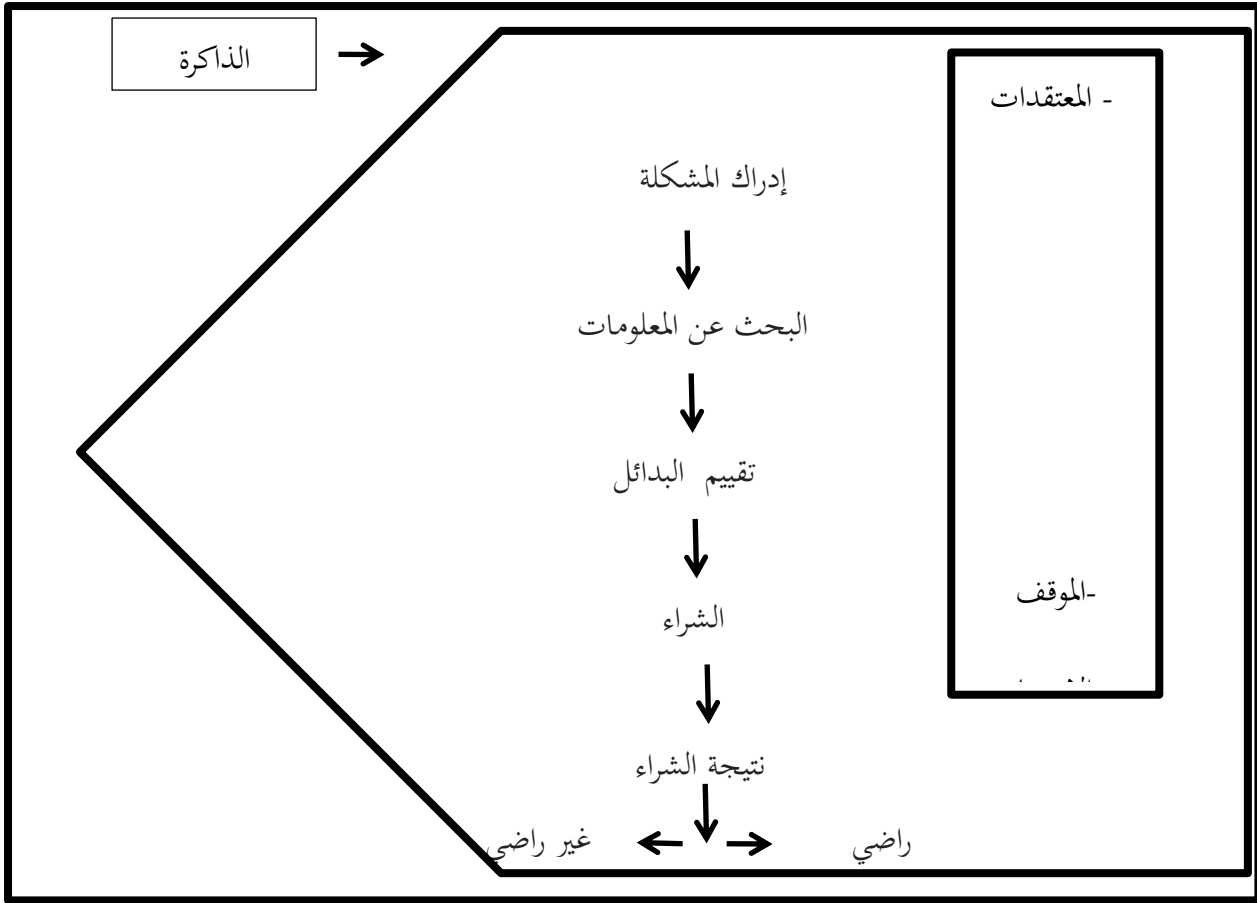 الذاكرة
- المعتقدات
إدراك المشكلة
البحث عن المعلومات
تقييم البدائل
-الموقف
الشراء
نتيجة الشراء
راضي
غير راضي